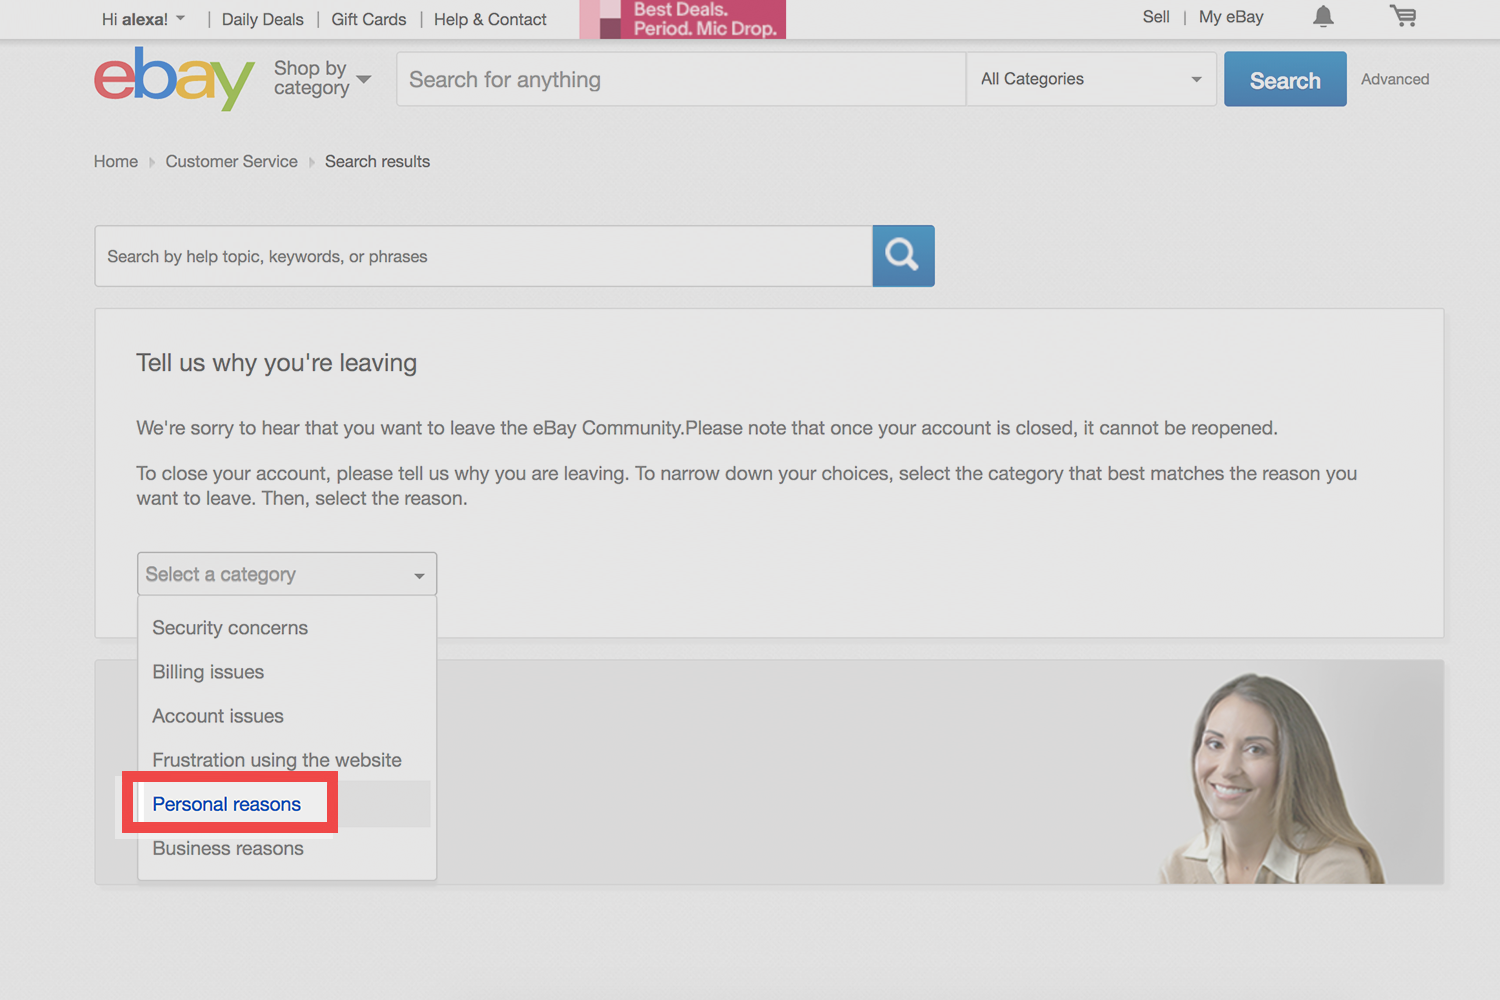 Hi alexa! | Daily Deals | Gift Cards | Help & Contact
Best Deals.
Period. Mic Drop.
Sell | My eBay
ebay
Shop by
category
Search for anything
All Categories
Search
Advanced
Home
Customer Service
Search results
Search by help topic, keywords, or phrases
Tell us why you're leaving
We're sorry to hear that you want to leave the eBay Community.Please note that once your account is closed, it cannot be reopened.
To close your account, please tell us why you are leaving. To narrow down your choices, select the category that best matches the reason you
want to leave. Then, select the reason.
Select a category
Security concerns
Billing issues
Account issues
Frustration using the website
Personal reasons
Business reasons